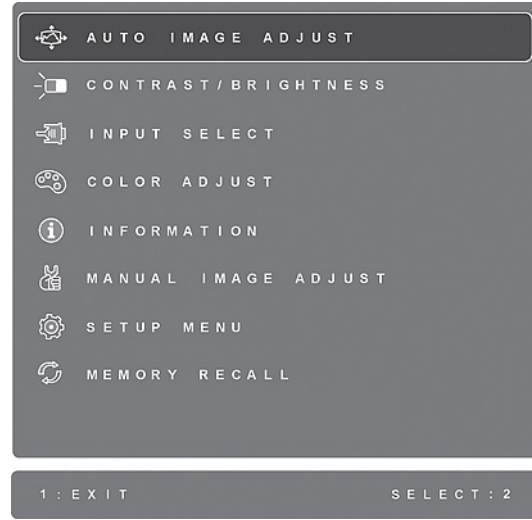 AUTO IMAGE ADJUST
CONTRAST/BRIGHTNESS
INPUT SELECT
COLOR ADJUST
INFORMATION
MANUAL IMAGE ADJUST
SETUP MENU
MEMORY RECALL
1:EXIT SELECT:2